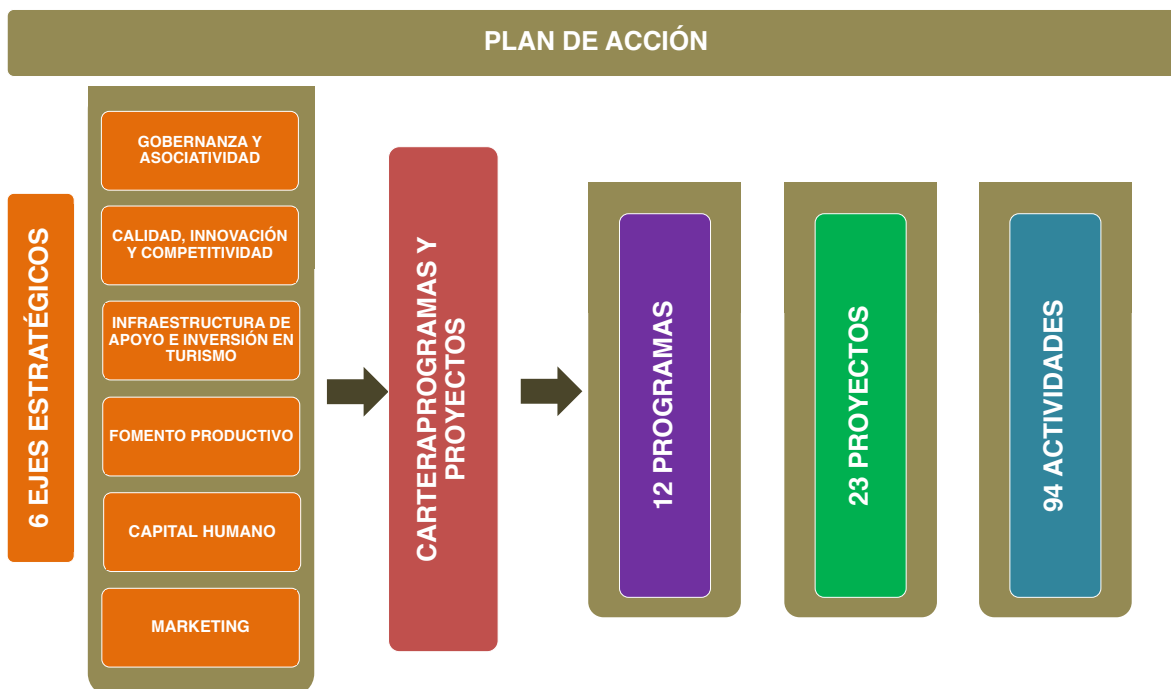 PLAN DE ACCIÓN
6 EJES ESTRATÉGICOS
GOBERNANZA Y
ASOCIATIVIDAD
CALIDAD, INNOVACIÓN
Y COMPETITIVIDAD
INFRAESTRUCTURA DE
APOYO E INVERSIÓN EN
TURISMO
FOMENTO PRODUCTIVO
CAPITAL HUMANO
MARKETING
CARTERAPROGRAMAS Y
PROYECTOS
12 PROGRAMAS
23 PROYECTOS
94 ACTIVIDADES